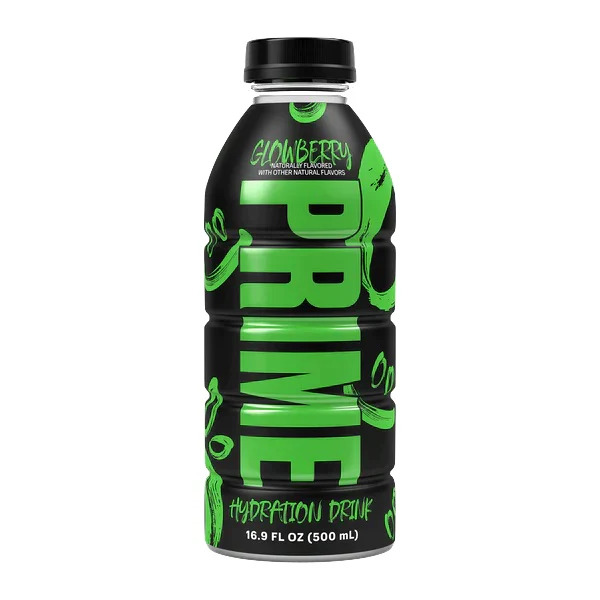 GLOWBERRY
NATURALLY FLAVORED
WITH OTHER NATURAL FLAVORS
PRIME
HYDRATION DRINK
16.9 FL OZ (500 mL)